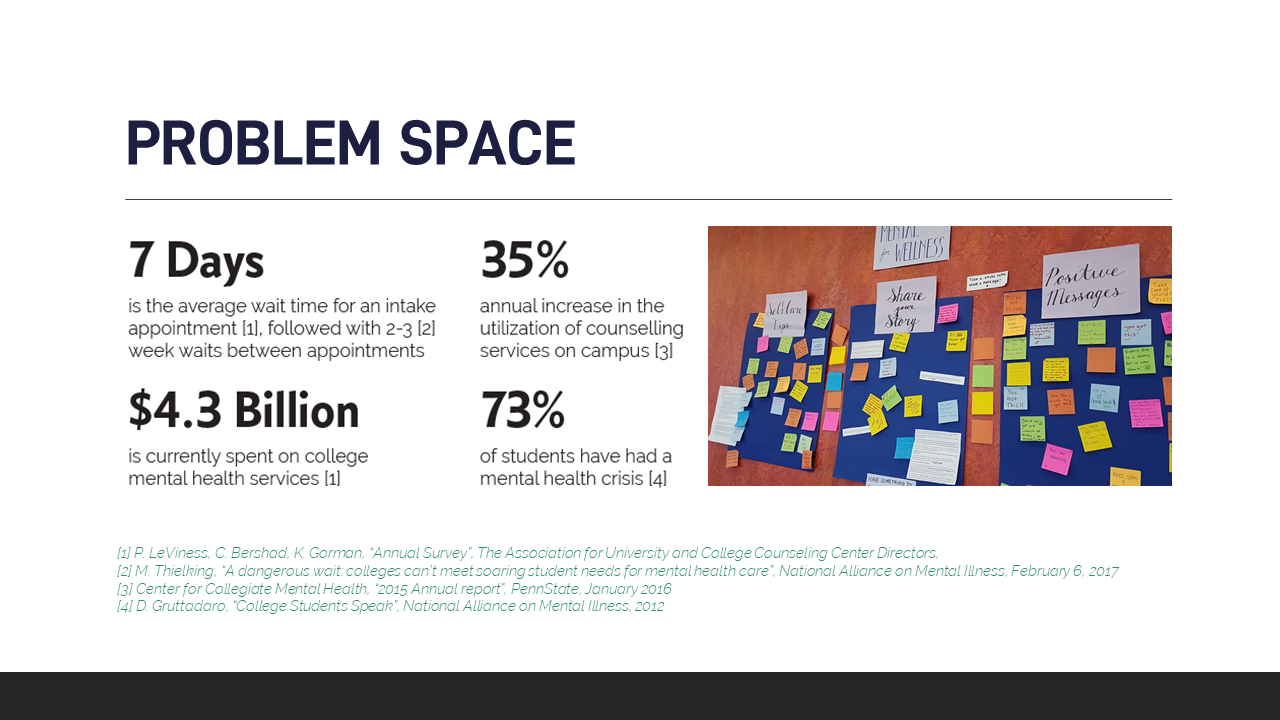 PROBLEM SPACE
7 Days
is the average wait time for an intake
appointment [1], followed with 2-3 [2]
week waits between appointments
35%
annual increase in the
utilization of counselling
services on campus [3]
$4.3 Billion
is currently spent on college
mental health services [1]
73%
of students have had a
mental health crisis [4]
MENTAL
for WELLNESS
Self Care
Tips
Share
your
Story
Positive
Messages
[1] P. LeViness, C. Bershad, K. Gorman, “Annual Survey”, The Association for University and College Counseling Center Directors,
[2] M. Thielking, “A dangerous wait: colleges can’t meet soaring student needs for mental health care”, National Alliance on Mental Illness, February 6, 2017
[3] Center for Collegiate Mental Health, “2015 Annual report”, PennState, January 2016
[4] D. Gruttadaro, “College Students Speak”, National Alliance on Mental Illness, 2012